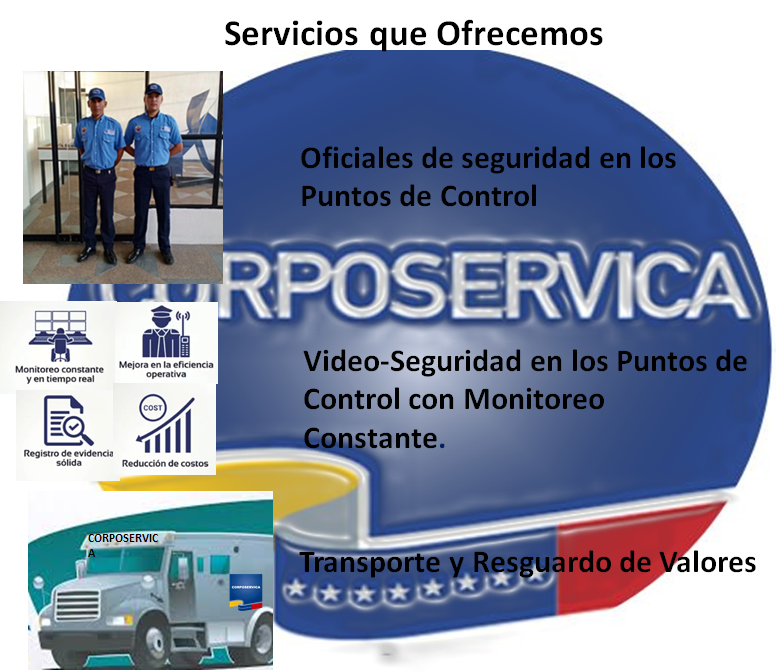 Servicios que Ofrecemos
Oficiales de seguridad en los
Puntos de Control
CORPOSERVICA
Monitoreo constante
y en tiempo real
Mejora en la eficiencia
operativa
COST
Registro de evidencia
sólida
Reducción de costos
Video-Seguridad en los Puntos de
Control con Monitoreo
Constante.
CORPOSERVIC
A
CORPOSERVICA
Transporte y Resguardo de Valores